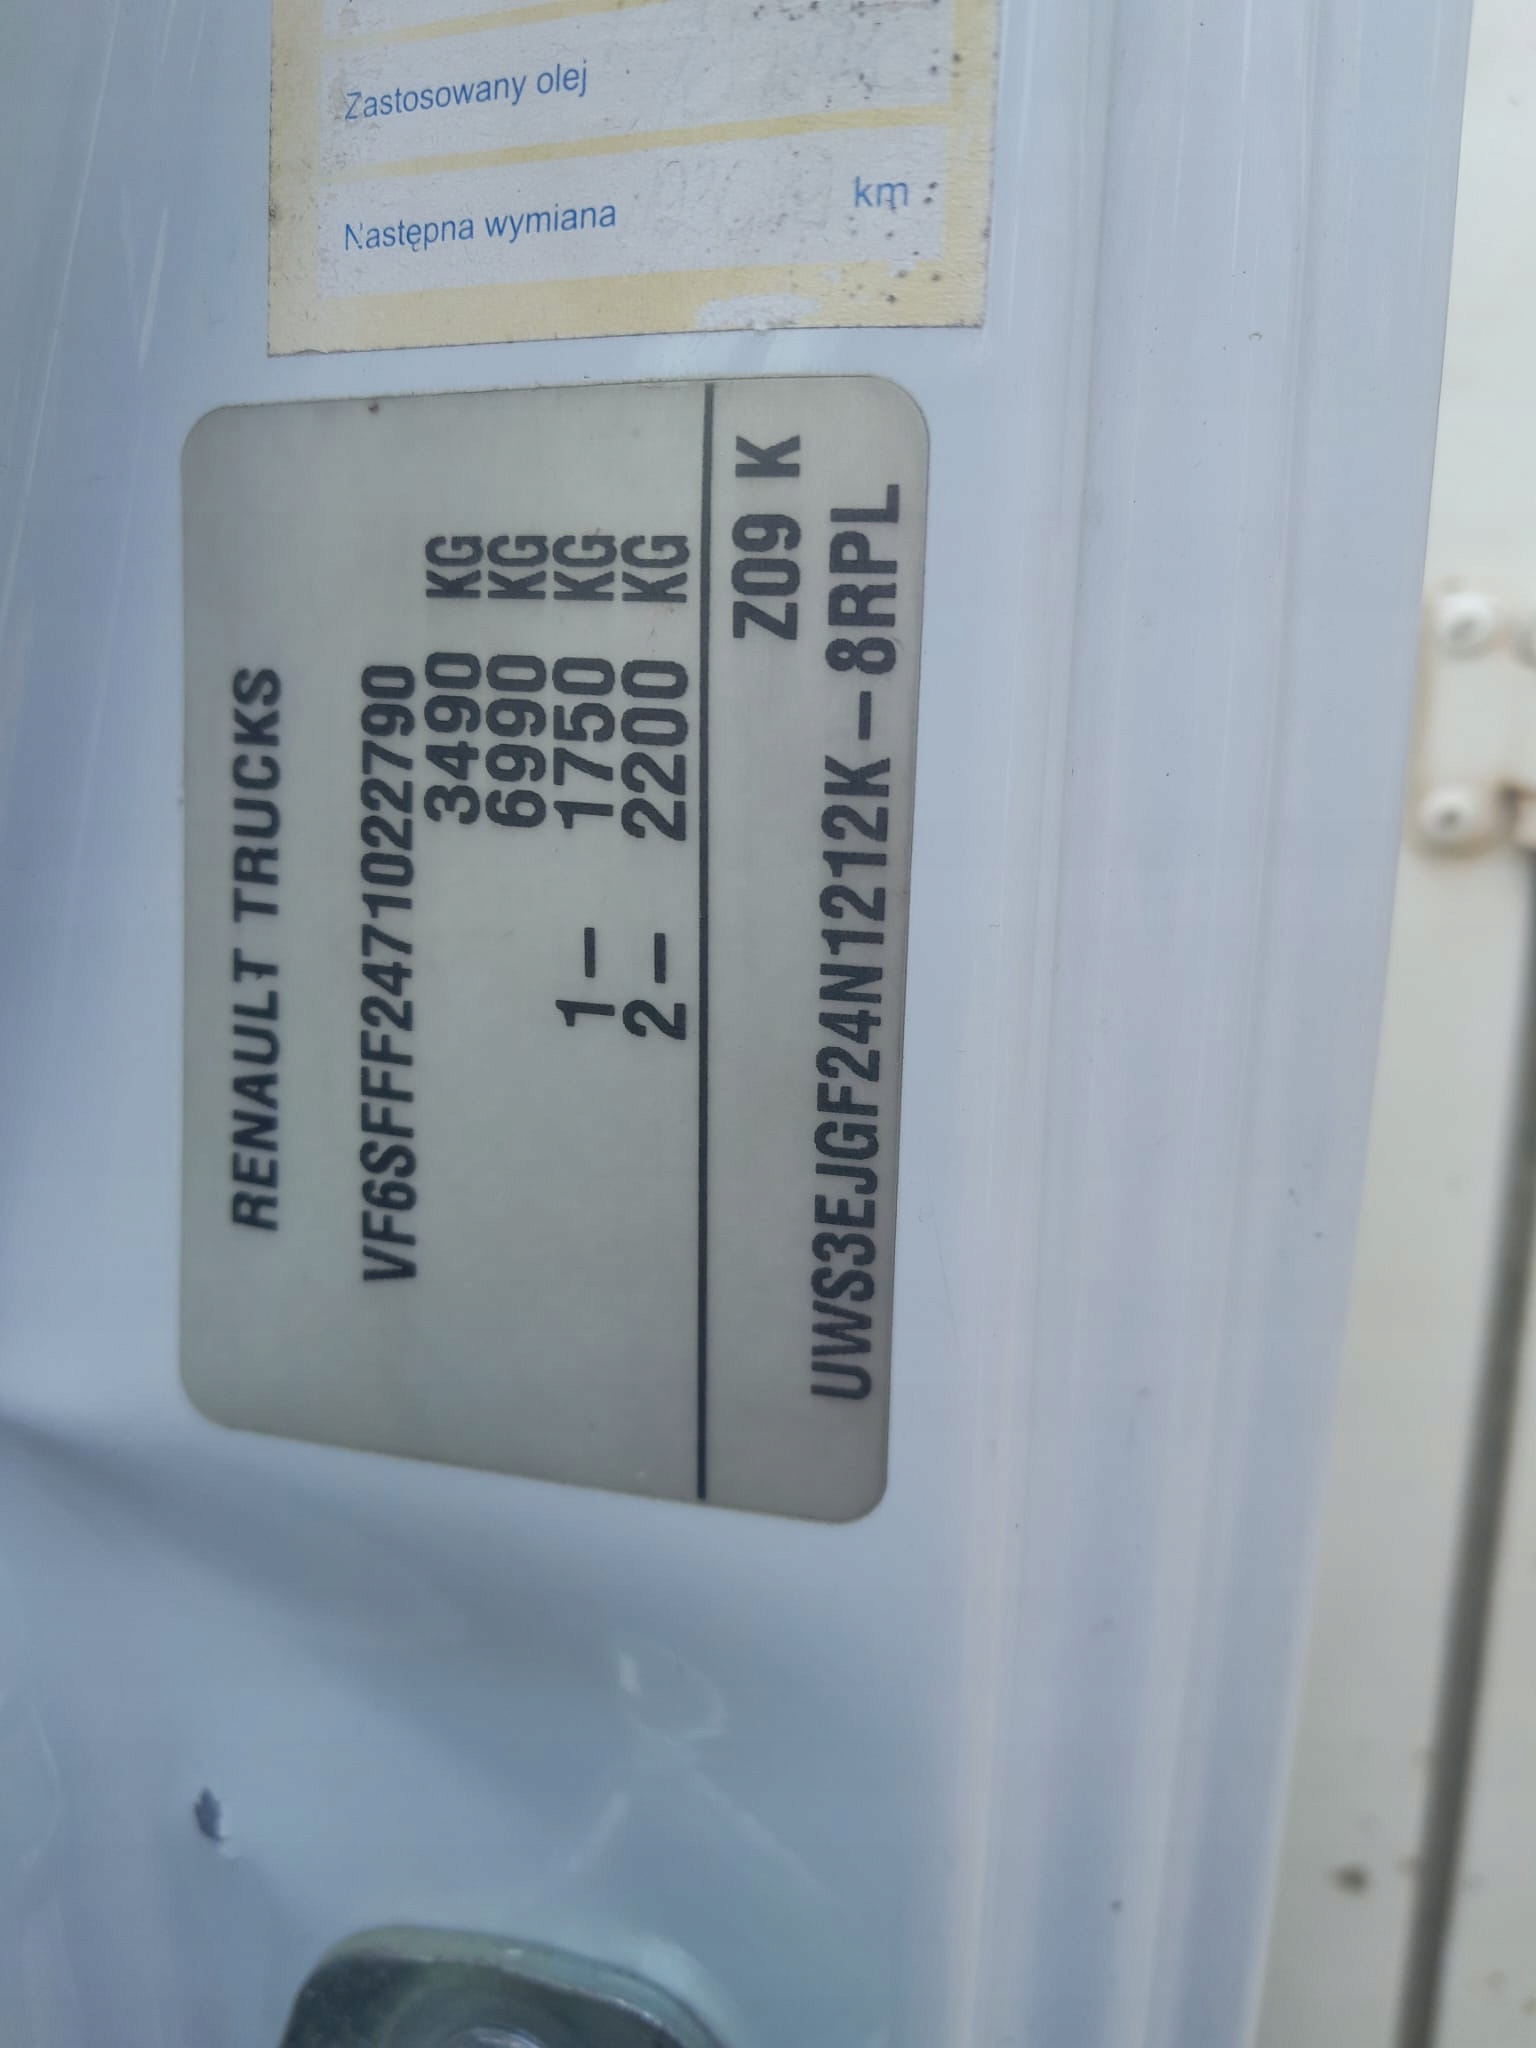 Zastosowany olej
Następna wymiana km
RENAULT TRUCKS
VF6SFFF2471022790
3490 KG
6990 KG
1- 1750 KG
2- 2200 KG
Z09 K
UWS3EJGF24N1212K-8RPL